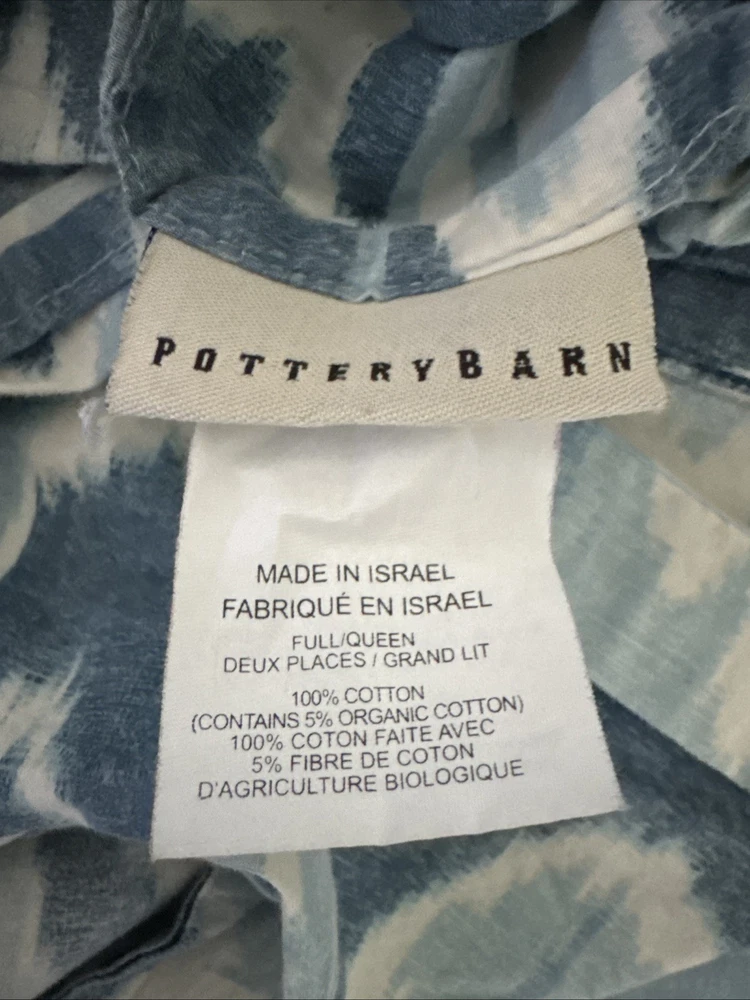 POTTERYBARN
MADE IN ISRAEL
FABRIQUÉ EN ISRAEL
FULL/QUEEN
DEUX PLACES / GRAND LIT
100% COTTON
(CONTAINS 5% ORGANIC COTTON)
100% COTON FAITE AVEC
5% FIBRE DE COTON
D'AGRICULTURE BIOLOGIQUE